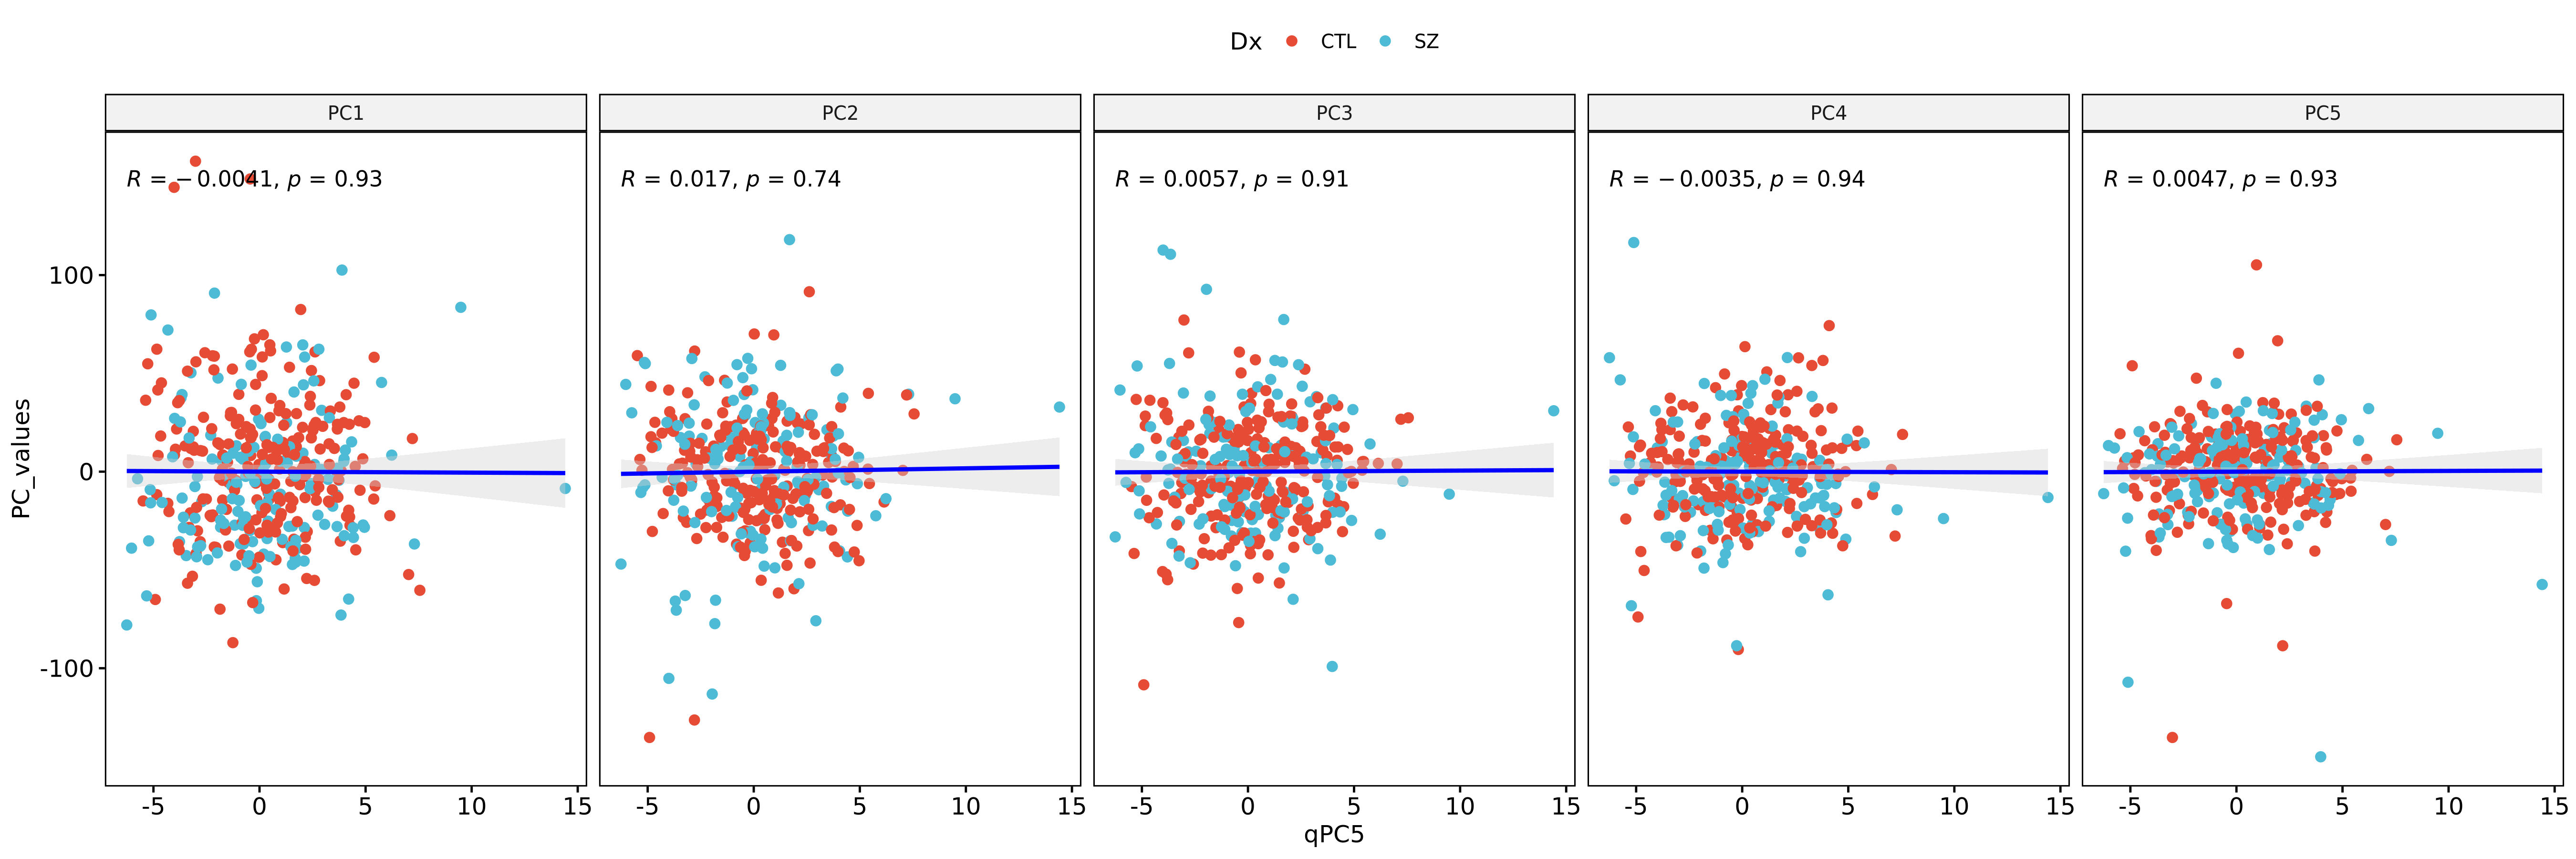 Dx CTL SZ
PC1 PC2 PC3 PC4 PC5
R = −0.0041, p = 0.93 R = 0.017, p = 0.74 R = 0.0057, p = 0.91 R = −0.0035, p = 0.94 R = 0.0047, p = 0.93
100
0
-100
PC_values
-5 0 5 10 15 -5 0 5 10 15 -5 0 5 10 15 -5 0 5 10 15 -5 0 5 10 15
qPC5